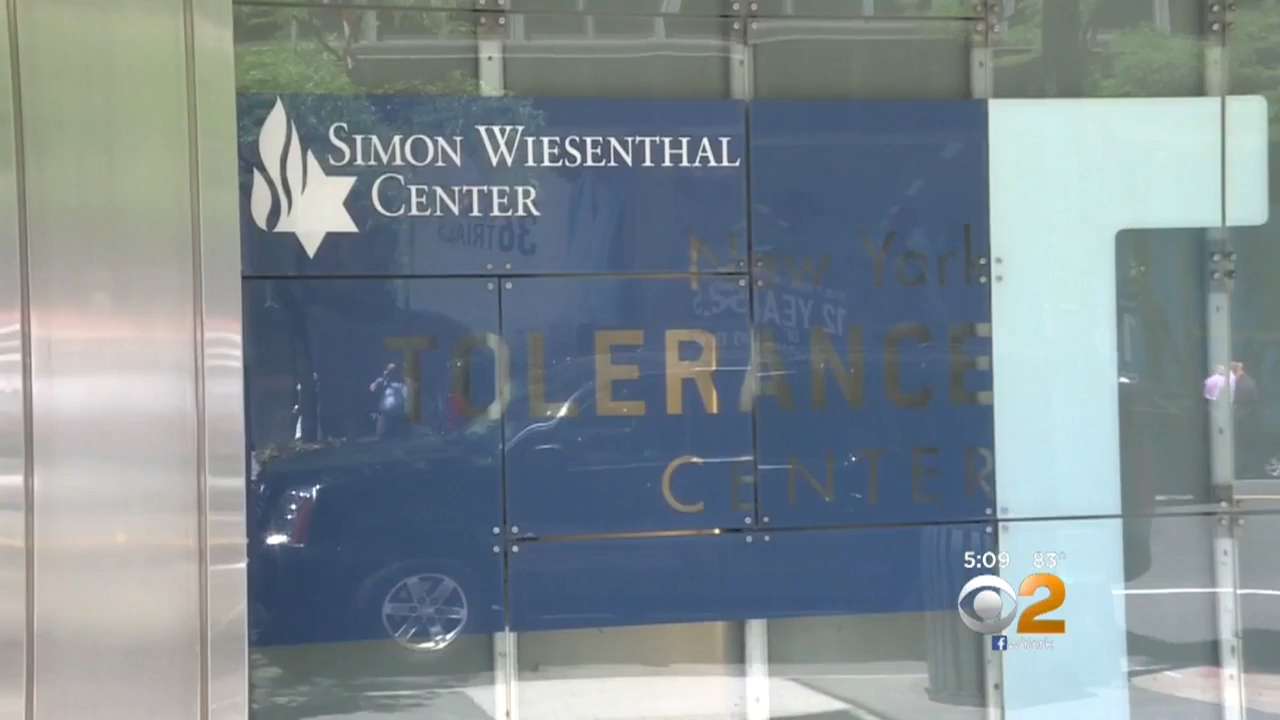 SIMON WIESENTHAL
CENTER
New York
TOLERANCE
CENTER
5:09 83°
2